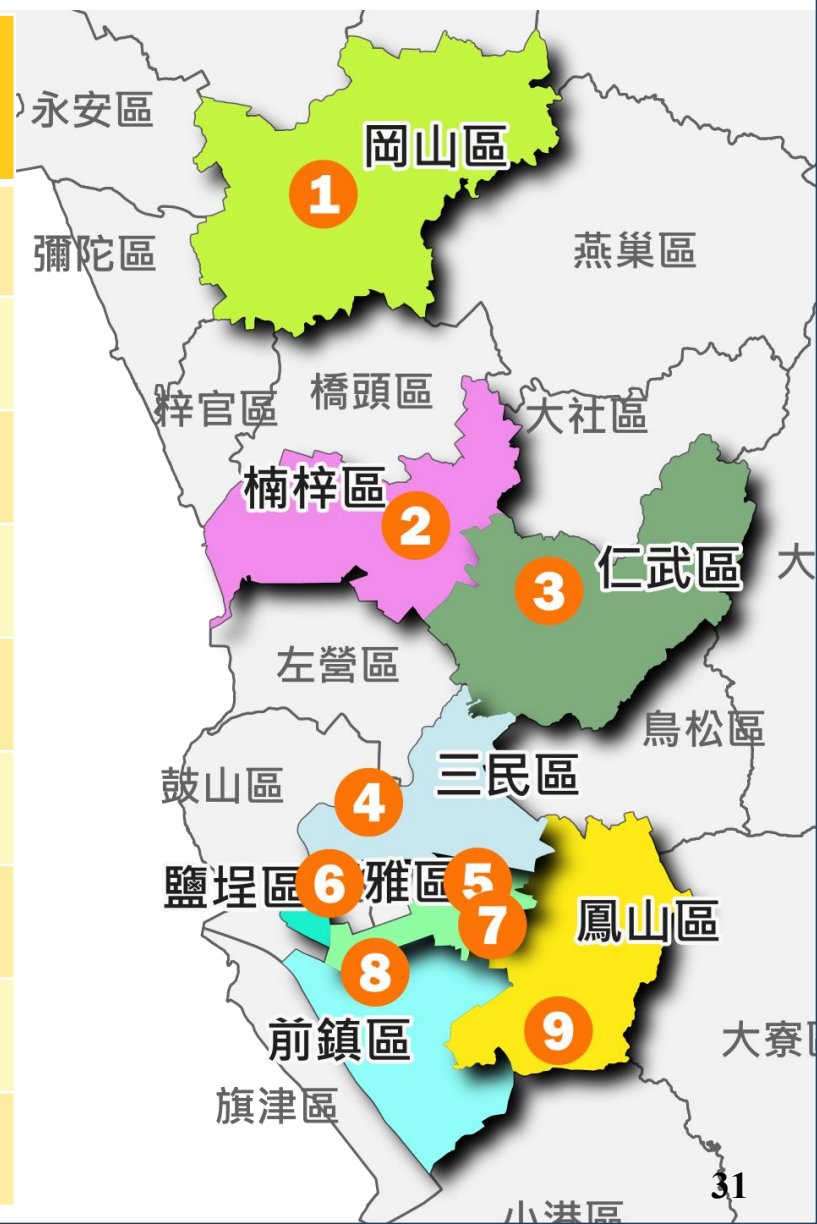 永安區
岡山區
1
彌陀區
燕巢區
橋頭區
梓官區
大社區
楠梓區
2
大
仁武區
3
左營區
鳥松區
三民區
鼓山區
4
鹽埕區
6
雅區
5
7
鳳山區
8
9
前鎮區
大寮
旗津區
31
小港區